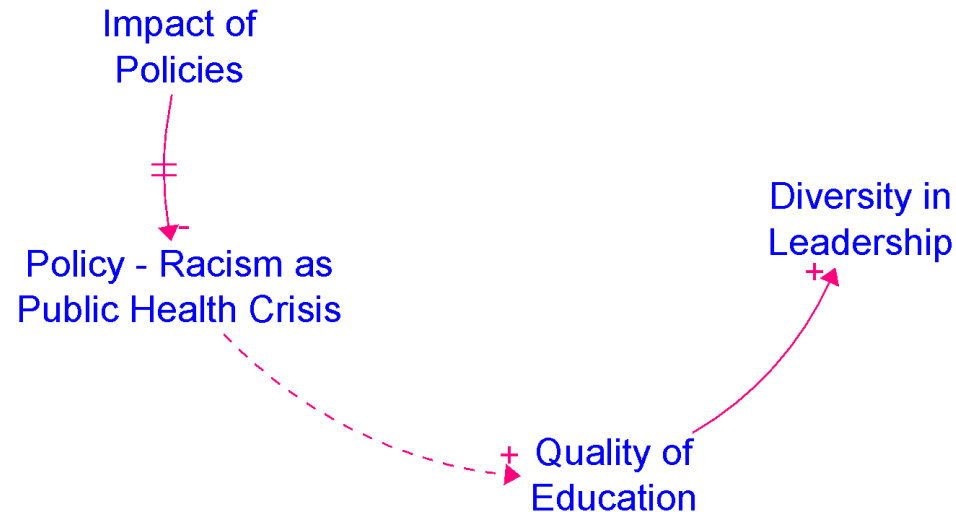 Impact of
Policies
-
Policy - Racism as
Public Health Crisis
Diversity in
Leadership
+
+
Quality of
Education